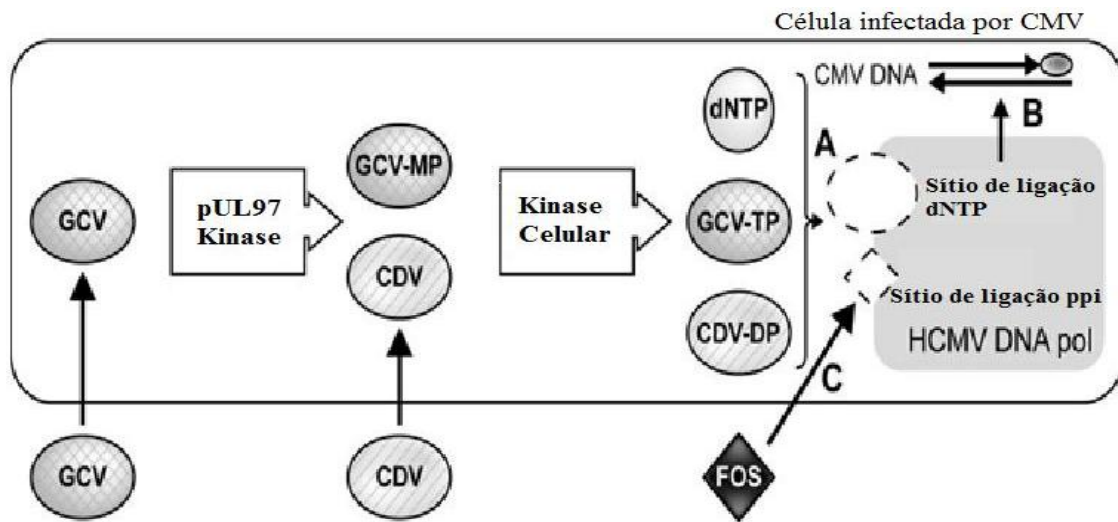 Célula infectada por CMV
CMV DNA
dNTP
A
B
GCV-MP
Sítio de ligação
dNTP
GCV
pUL97
Kinase
Kinase
Celular
GCV-TP
CDV
Sítio de ligação ppi
CDV-DP
HCMV DNA pol
C
GCV
CDV
FOS